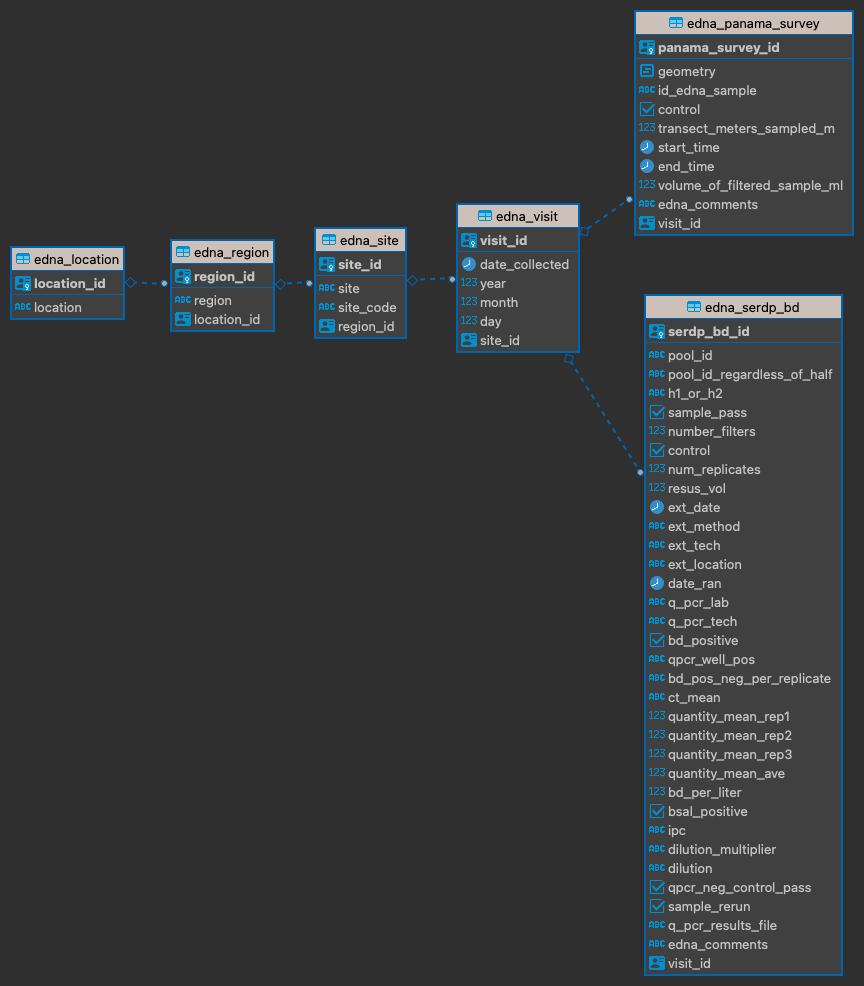 edna_location
location_id
ABC location
edna_region
region_id
ABC region
location_id
edna_site
site_id
ABC site
ABC site_code
region_id
edna_visit
visit_id
date_collected
123 year
123 month
123 day
site_id
edna_panama_survey
panama_survey_id
geometry
ABC id_edna_sample
control
123 transect_meters_sampled_m
start_time
end_time
123 volume_of_filtered_sample_ml
ABC edna_comments
visit_id
edna_serdp_bd
serdp_bd_id
ABC pool_id
ABC pool_id_regardless_of_half
ABC h1_or_h2
sample_pass
123 number_filters
control
123 num_replicates
123 resus_vol
ext_date
ABC ext_method
ABC ext_tech
ABC ext_location
date_ran
ABC q_pcr_lab
ABC q_pcr_tech
bd_positive
ABC qpcr_well_pos
ABC bd_pos_neg_per_replicate
ABC ct_mean
123 quantity_mean_rep1
123 quantity_mean_rep2
123 quantity_mean_rep3
123 quantity_mean_ave
123 bd_per_liter
bsal_positive
ABC ipc
ABC dilution_multiplier
ABC dilution
qpcr_neg_control_pass
sample_rerun
ABC q_pcr_results_file
ABC edna_comments
visit_id